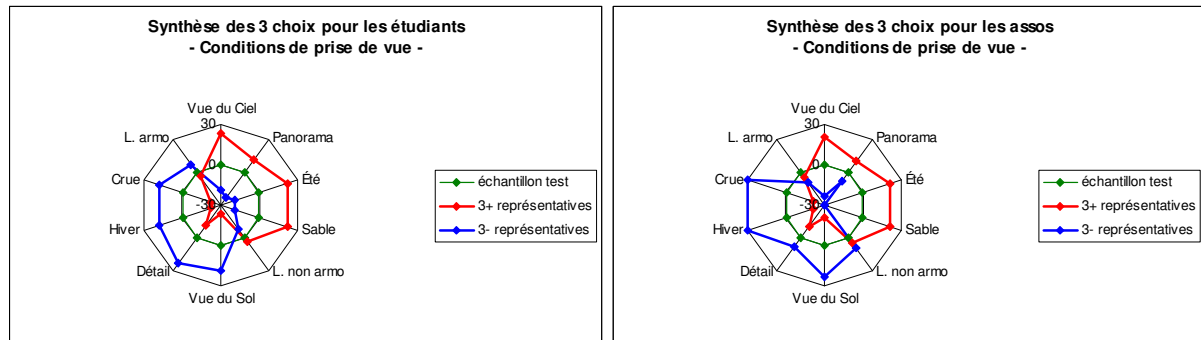 Synthèse des 3 choix pour les étudiants
- Conditions de prise de vue -
Vue du Ciel
30
L. armo
Panorama
0
Crue
Été
-30
Hiver
Sable
Détail
L. non armo
Vue du Sol
échantillon test
3+ représentatives
3- représentatives
Synthèse des 3 choix pour les assos
- Conditions de prise de vue -
Vue du Ciel
30
L. armo
Panorama
0
Crue
Été
-30
Hiver
Sable
Détail
L. non armo
Vue du Sol
échantillon test
3+ représentatives
3- représentatives